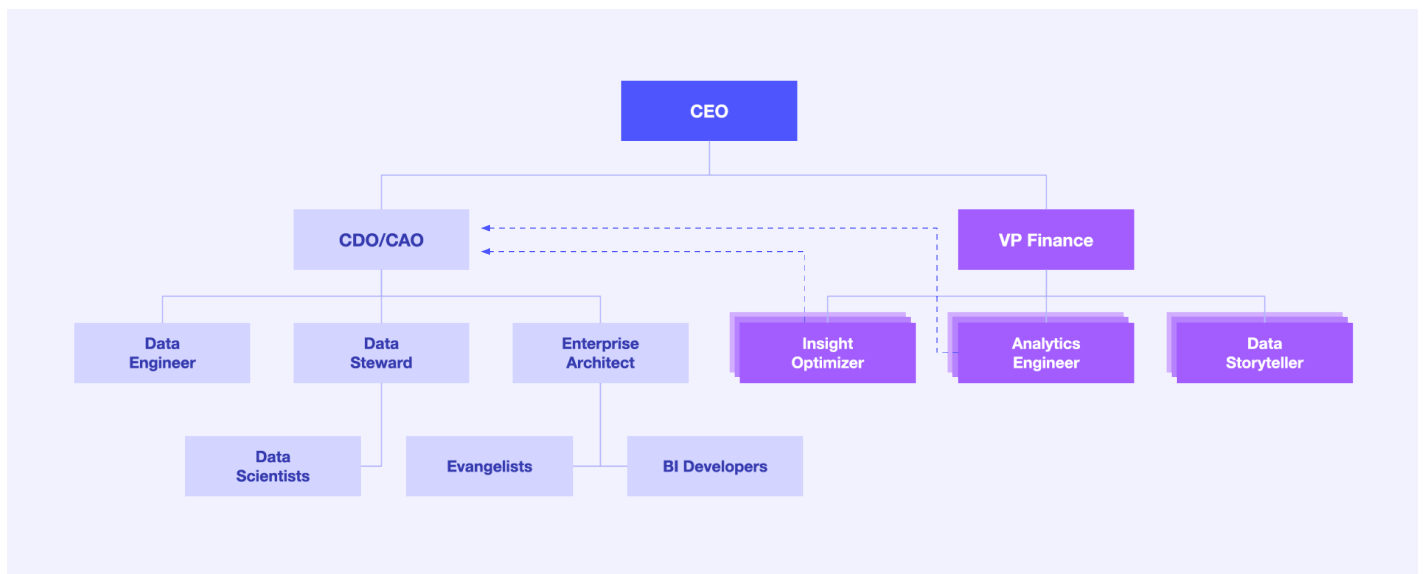 CEO
CDO/CAO
VP Finance
Data
Engineer
Data
Steward
Enterprise
Architect
Insight
Optimizer
Analytics
Engineer
Data
Storyteller
Data
Scientists
Evangelists
BI Developers